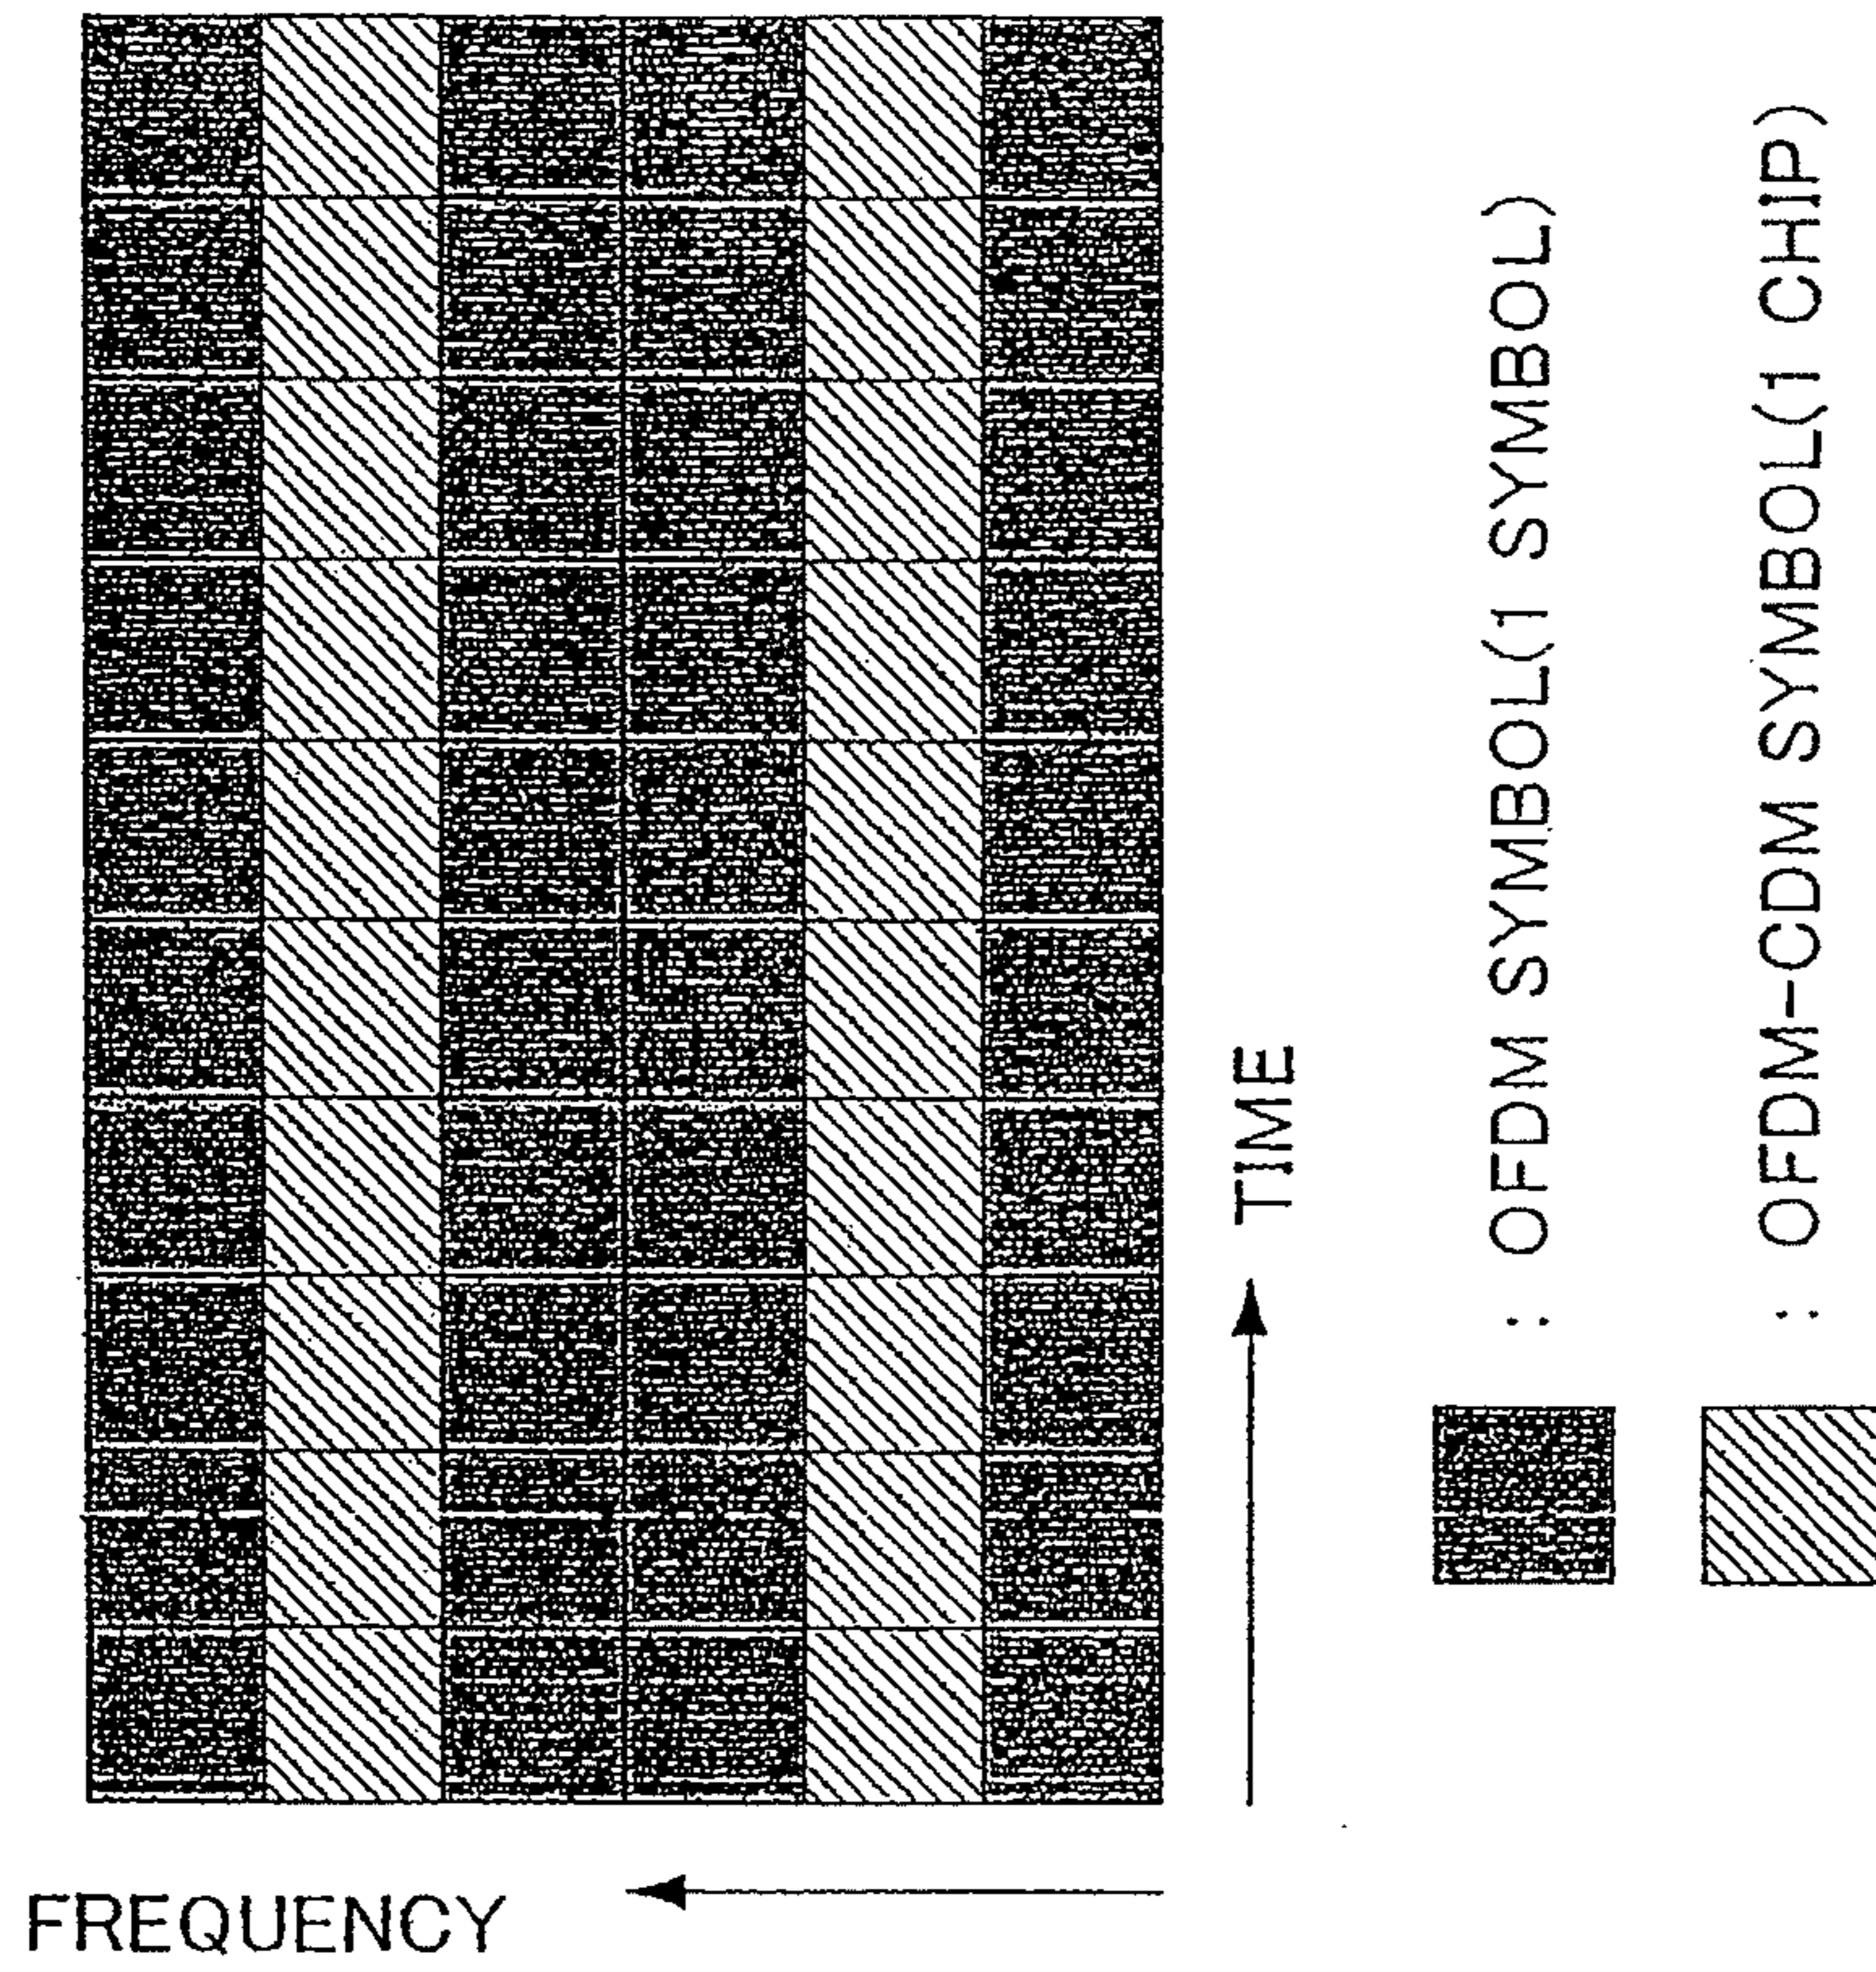 FREQUENCY
TIME
: OFDM SYMBOL(1 SYMBOL)
: OFDM-CDM SYMBOL(1 CHIP)